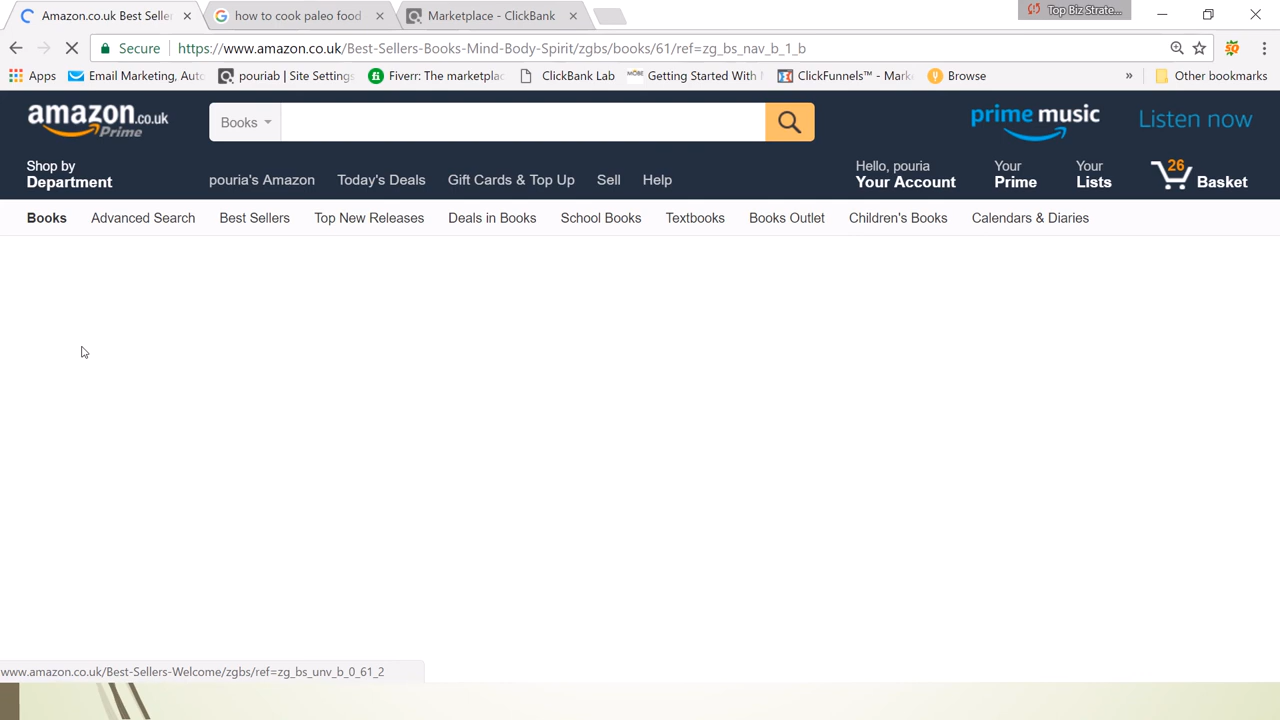 Amazon.co.uk Best Seller
how to cook paleo food
Marketplace - ClickBank
Top Biz Strate...
Secure
https://www.amazon.co.uk/Best-Sellers-Books-Mind-Body-Spirit/zgbs/books/61/ref=zg_bs_nav_b_1_b
Apps
Email Marketing, Auto
pouriab | Site Settings
Fiverr: The marketplac
ClickBank Lab
Getting Started With
ClickFunnels™ - Mark
Browse
»
Other bookmarks
amazon.co.uk
Prime
Books
prime music
Listen now
Shop by
Department
pouria's Amazon
Today's Deals
Gift Cards & Top Up
Sell
Help
Hello, pouria
Your Account
Your
Prime
Your
Lists
26
Basket
Books
Advanced Search
Best Sellers
Top New Releases
Deals in Books
School Books
Textbooks
Books Outlet
Children's Books
Calendars & Diaries
www.amazon.co.uk/Best-Sellers-Welcome/zgbs/ref=zg_bs_unv_b_0_61_2